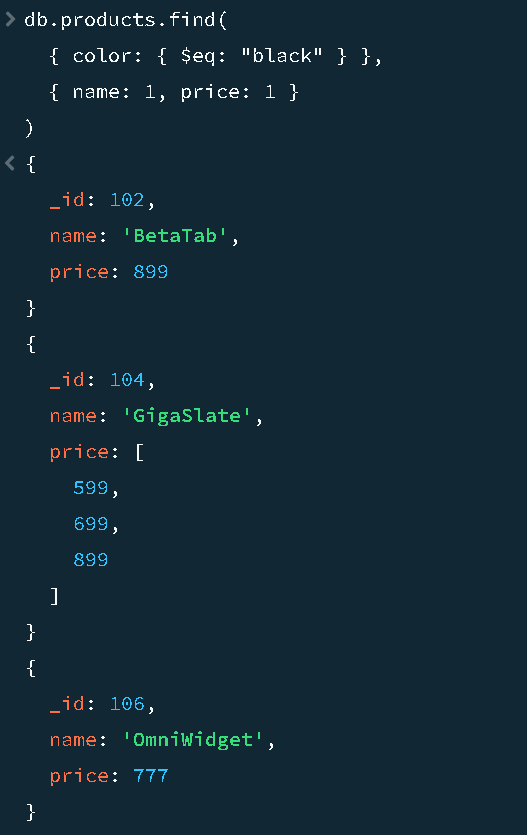 db.products.find(
{ color: { $eq: "black" } },
{ name: 1, price: 1 }
)
{
_id: 102,
name: 'BetaTab',
price: 899
}
{
_id: 104,
name: 'GigaSlate',
price: [
599,
699,
899
]
}
{
_id: 106,
name: 'OmniWidget',
price: 777
}